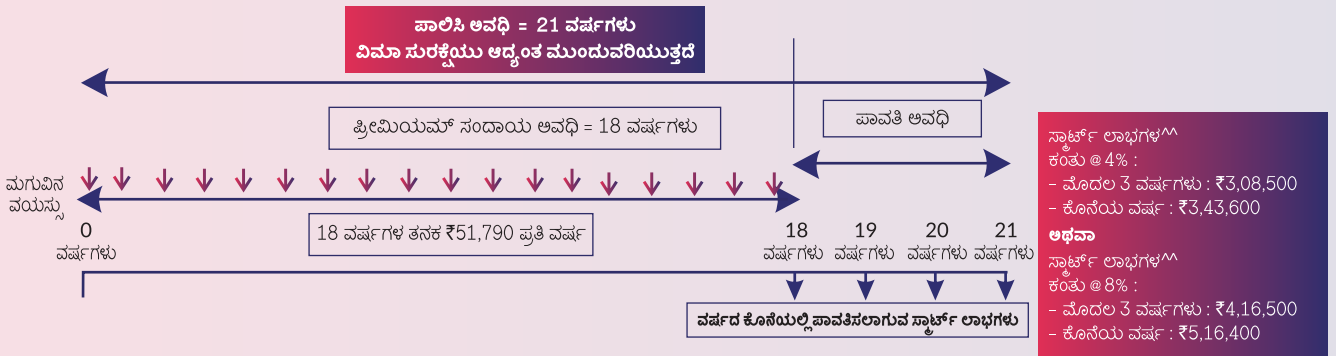 ಪಾಲಿಸಿ ಅವಧಿ = 21 ವರ್ಷಗಳು
ವಿಮಾ ಸುರಕ್ಷೆಯು ಆದ್ಯಂತ ಮುಂದುವರಿಯುತ್ತದೆ
ಪ್ರೀಮಿಯಮ್ ಸಂದಾಯ ಅವಧಿ = 18 ವರ್ಷಗಳು
ಪಾವತಿ ಅವಧಿ
ಮಗುವಿನ
ವಯಸ್ಸು
18 ವರ್ಷಗಳ ತನಕ ₹51,790 ಪ್ರತಿ ವರ್ಷ
0 18 19 20 21
ವರ್ಷಗಳು ವರ್ಷಗಳು ವರ್ಷಗಳು ವರ್ಷಗಳು ವರ್ಷಗಳು
ವರ್ಷದ ಕೊನೆಯಲ್ಲಿ ಪಾವತಿಸಲಾಗುವ ಸ್ಮಾರ್ಟ್ ಲಾಭಗಳು
ಸ್ಮಾರ್ಟ್ ಲಾಭಗಳ^^
ಕಂತು @ 4% :
– ಮೊದಲ 3 ವರ್ಷಗಳು : ₹3,08,500
– ಕೊನೆಯ ವರ್ಷ : ₹3,43,600
ಅಥವಾ
ಸ್ಮಾರ್ಟ್ ಲಾಭಗಳ^^
ಕಂತು @ 8% :
– ಮೊದಲ 3 ವರ್ಷಗಳು : ₹4,16,500
– ಕೊನೆಯ ವರ್ಷ : ₹5,16,400